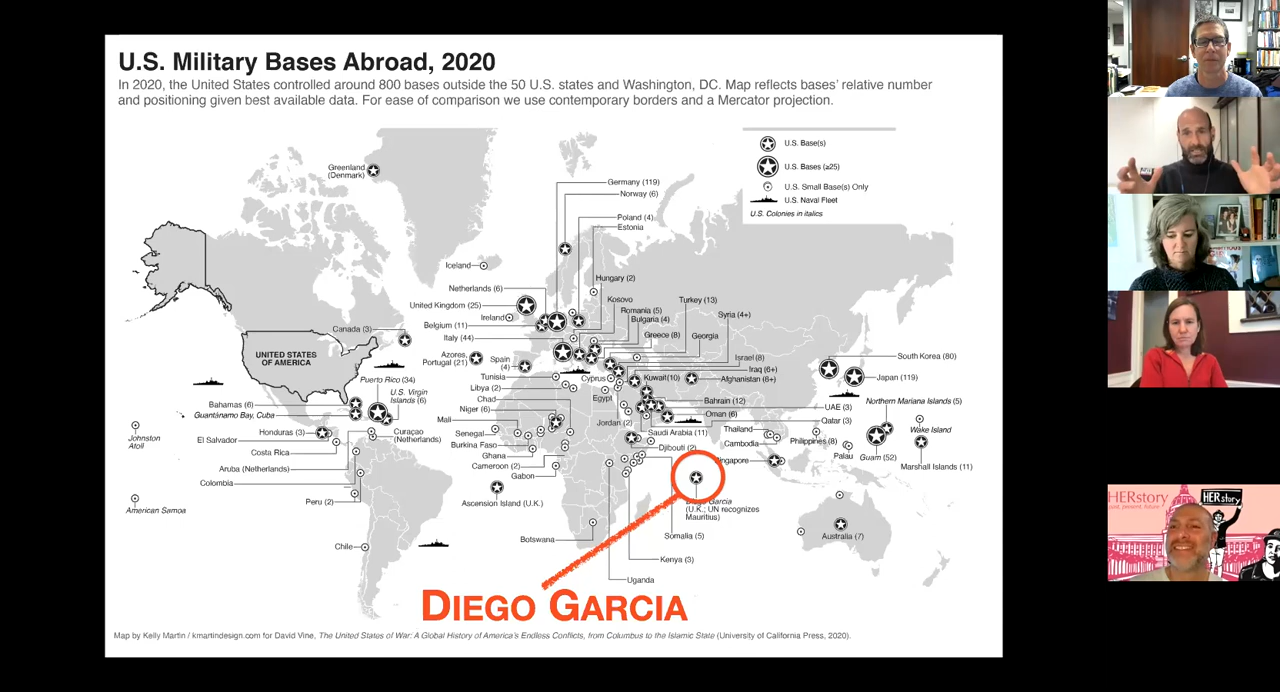 U.S. Military Bases Abroad, 2020
In 2020, the United States controlled around 800 bases outside the 50 U.S. states and Washington, DC. Map reflects bases' relative number
and positioning given best available data. For ease of comparison we use contemporary borders and a Mercator projection.
U.S. Base(s)
U.S. Bases (≥25)
U.S. Small Base(s) Only
U.S. Naval Fleet
U.S. Colonies in italics
Greenland
(Denmark)
Germany (119)
Norway (6)
Poland (4)
Estonia
Iceland
Hungary (2)
Netherlands (6)
Kosovo
Turkey (13)
United Kingdom (25)
Romania (5)
Syria (4+)
Ireland
Bulgaria (4)
Belgium (11)
Canada (3)
Italy (44)
Greece (8)
Georgia
UNITED STATES
OF AMERICA
Azores,
Portugal (21)
Spain
(4)
Israel (8)
South Korea (80)
Iraq (6+)
Puerto Rico (34)
Tunisia
Cyprus
Kuwait(10)
Afghanistan (8+)
Japan (119)
U.S. Virgin
Islands (6)
Libya (2)
Egypt
Bahamas (6)
Chad
Bahrain (12)
Northern Mariana Islands (5)
Guantánamo Bay, Cuba
Niger (6)
Oman (6)
UAE (3)
Mali
Jordan (2)
Qatar (3)
Wake Island
Honduras (3)
Curaçao
(Netherlands)
Senegal
Saudi Arabia (11)
Thailand
Johnston
Atoll
El Salvador
Burkina Faso
Djibouti (2)
Cambodia
Philippines (8)
Costa Rica
Ghana
Palau
Guam (52)
Aruba (Netherlands)
Cameroon (2)
Singapore
Marshall Islands (11)
Colombia
Gabon
Peru (2)
Ascension Island (U.K.)
Diego Garcia
(U.K.; UN recognizes
Mauritius)
American Samoa
Chile
Botswana
Somalia (5)
Australia (7)
Kenya (3)
Uganda
DIEGO GARCIA
Map by Kelly Martin / kmartindesign.com for David Vine, The United States of War: A Global History of America's Endless Conflicts, from Columbus to the Islamic State (University of California Press, 2020).
HERstory
past, present, future
HERstory